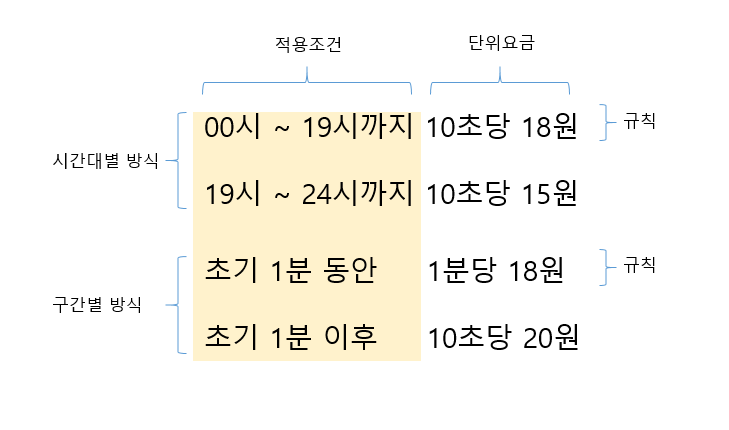 적용조건 단위요금
00시 ~ 19시까지 10초당 18원 규칙
시간대별 방식
19시 ~ 24시까지 10초당 15원
초기 1분 동안 1분당 18원 규칙
구간별 방식
초기 1분 이후 10초당 20원